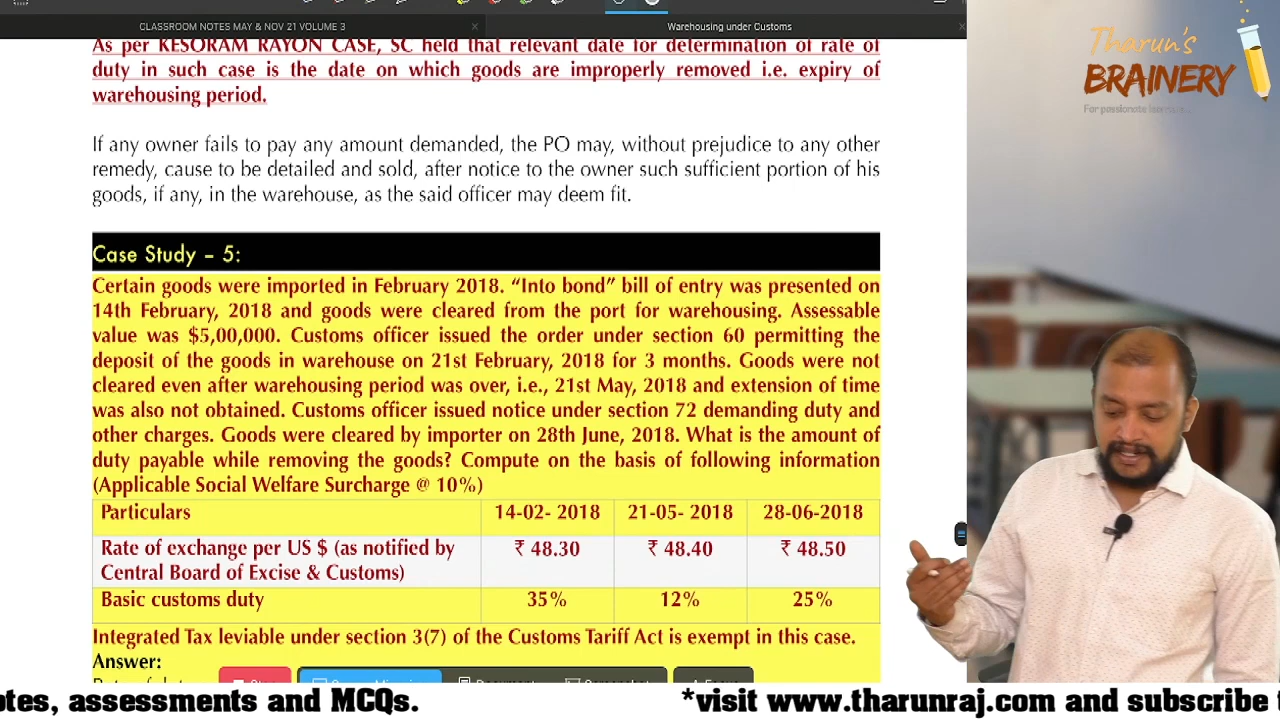 CLASSROOM NOTES MAY & NOV 21 VOLUME 3
Warehousing under Customs
As per KESORAM RAYON CASE, SC held that relevant date for determination of rate of
duty in such case is the date on which goods are improperly removed i.e. expiry of
warehousing period.
If any owner fails to pay any amount demanded, the PO may, without prejudice to any other
remedy, cause to be detailed and sold, after notice to the owner such sufficient portion of his
goods, if any, in the warehouse, as the said officer may deem fit.
Case Study – 5:
Certain goods were imported in February 2018. “Into bond” bill of entry was presented on
14th February, 2018 and goods were cleared from the port for warehousing. Assessable
value was $5,00,000. Customs officer issued the order under section 60 permitting the
deposit of the goods in warehouse on 21st February, 2018 for 3 months. Goods were not
cleared even after warehousing period was over, i.e., 21st May, 2018 and extension of time
was also not obtained. Customs officer issued notice under section 72 demanding duty and
other charges. Goods were cleared by importer on 28th June, 2018. What is the amount of
duty payable while removing the goods? Compute on the basis of following information
(Applicable Social Welfare Surcharge @ 10%)
Particulars 14-02- 2018 21-05- 2018 28-06-2018
Rate of exchange per US $ (as notified by
Central Board of Excise & Customs) ₹ 48.30 ₹ 48.40 ₹ 48.50
Basic customs duty 35% 12% 25%
Integrated Tax leviable under section 3(7) of the Customs Tariff Act is exempt in this case.
Answer:
Tharun's
BRAINERY
For passionate learners...
otes, assessments and MCQs.
*visit www.tharunraj.com and subscribe t